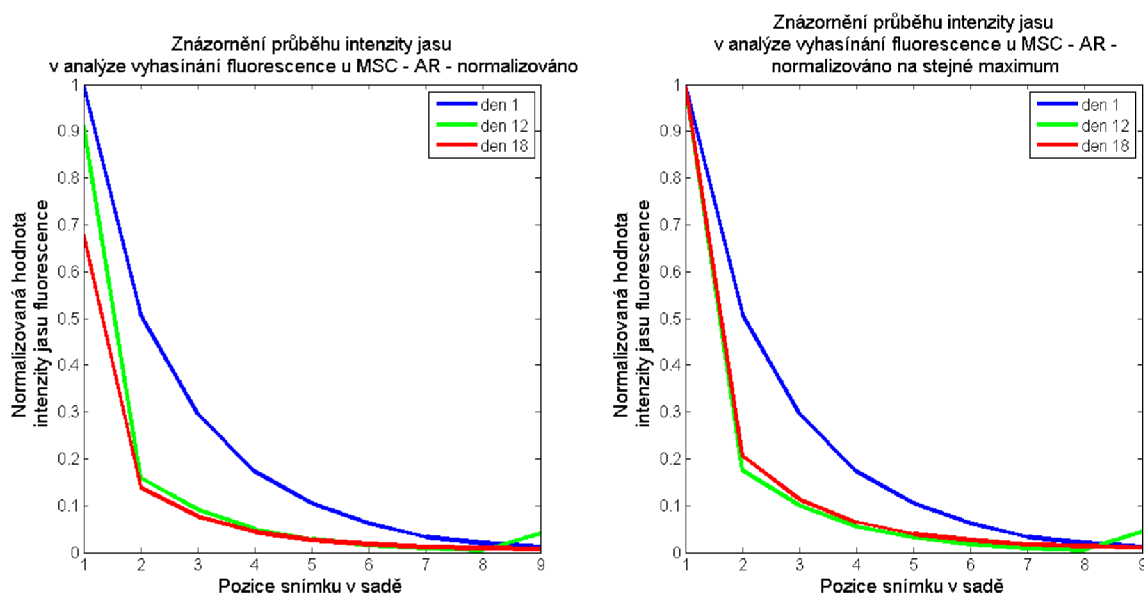 Znázornění průběhu intenzity jasu
v analýze vyhasínání fluorescence u MSC - AR - normalizováno
1
0.9
0.8
0.7
0.6
0.5
0.4
0.3
0.2
0.1
0
Normalizovaná hodnota
intenzity jasu fluorescence
den 1
den 12
den 18
1 2 3 4 5 6 7 8 9
Pozice snímku v sadě
Znázornění průběhu intenzity jasu
v analýze vyhasínání fluorescence u MSC - AR -
normalizováno na stejné maximum
1
0.9
0.8
0.7
0.6
0.5
0.4
0.3
0.2
0.1
0
Normalizovaná hodnota
intenzity jasu fluorescence
den 1
den 12
den 18
1 2 3 4 5 6 7 8 9
Pozice snímku v sadě